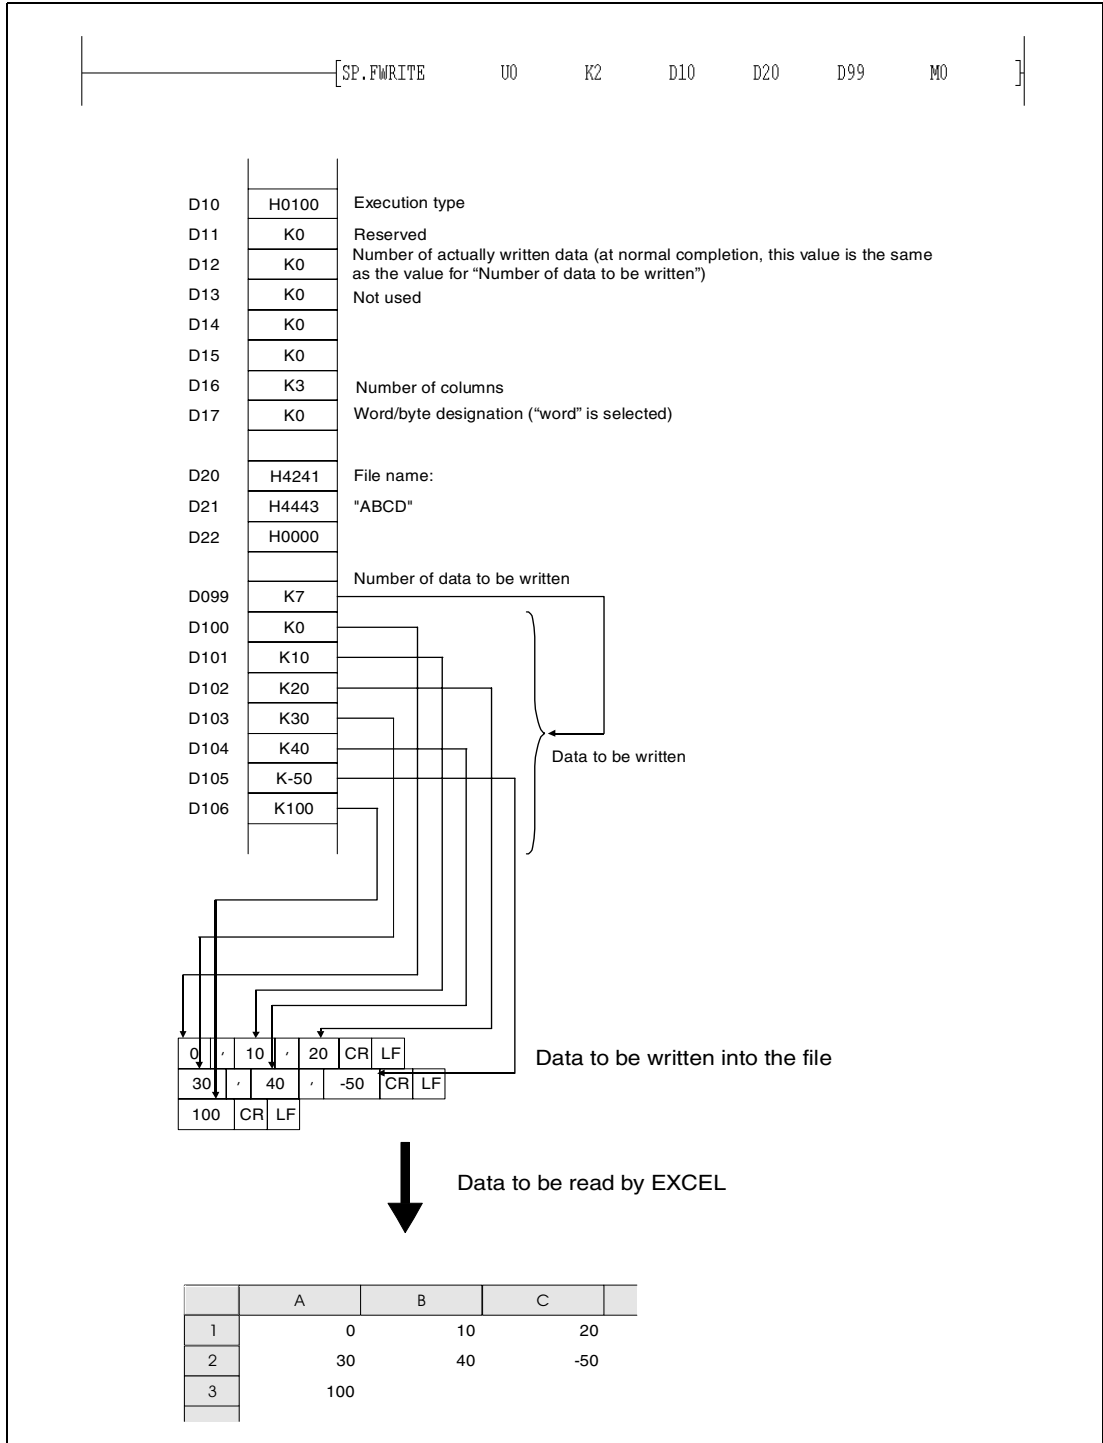 SP.FWRITE U0 K2 D10 D20 D99 M0
D10 H0100 Execution type
D11 K0 Reserved
D12 K0 Number of actually written data (at normal completion, this value is the same
as the value for “Number of data to be written”)
D13 K0 Not used
D14 K0
D15 K0
D16 K3 Number of columns
D17 K0 Word/byte designation (“word” is selected)
D20 H4241 File name:
D21 H4443 "ABCD"
D22 H0000
Number of data to be written
D099 K7
D100 K0
D101 K10
D102 K20
D103 K30
D104 K40
Data to be written
D105 K-50
D106 K100
0 , 10 , 20 CR LF
Data to be written into the file
30 , 40 , -50 CR LF
100 CR LF
Data to be read by EXCEL
A B C
1 0 10 20
2 30 40 -50
3 100